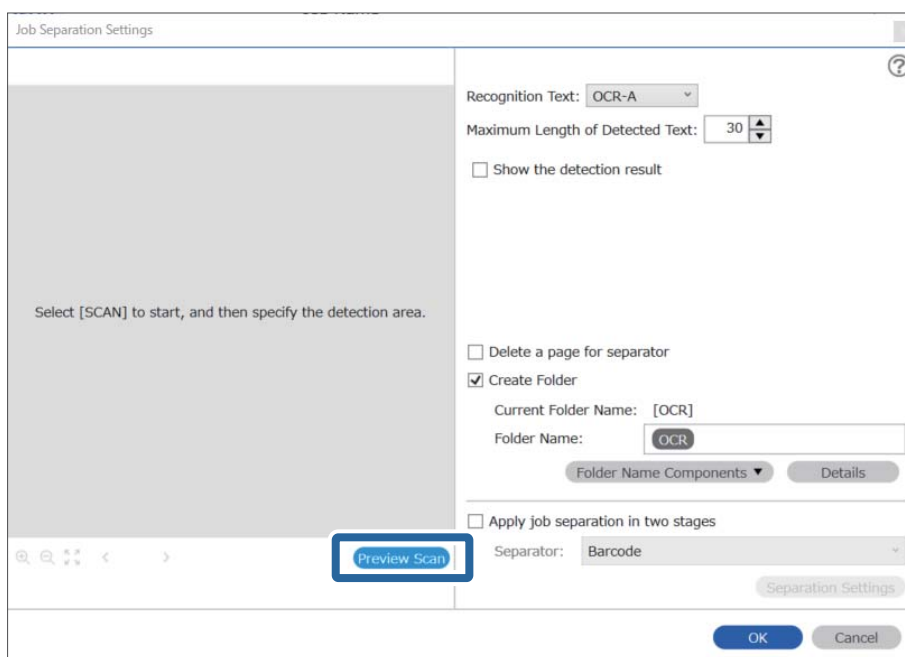 Job Separation Settings
Recognition Text: OCR-A
Maximum Length of Detected Text: 30
Show the detection result
Select [SCAN] to start, and then specify the detection area.
Delete a page for separator
Create Folder
Current Folder Name: [OCR]
Folder Name: OCR
Folder Name Components ▼ Details
Apply job separation in two stages
Preview Scan
Separator: Barcode
Separation Settings
OK Cancel